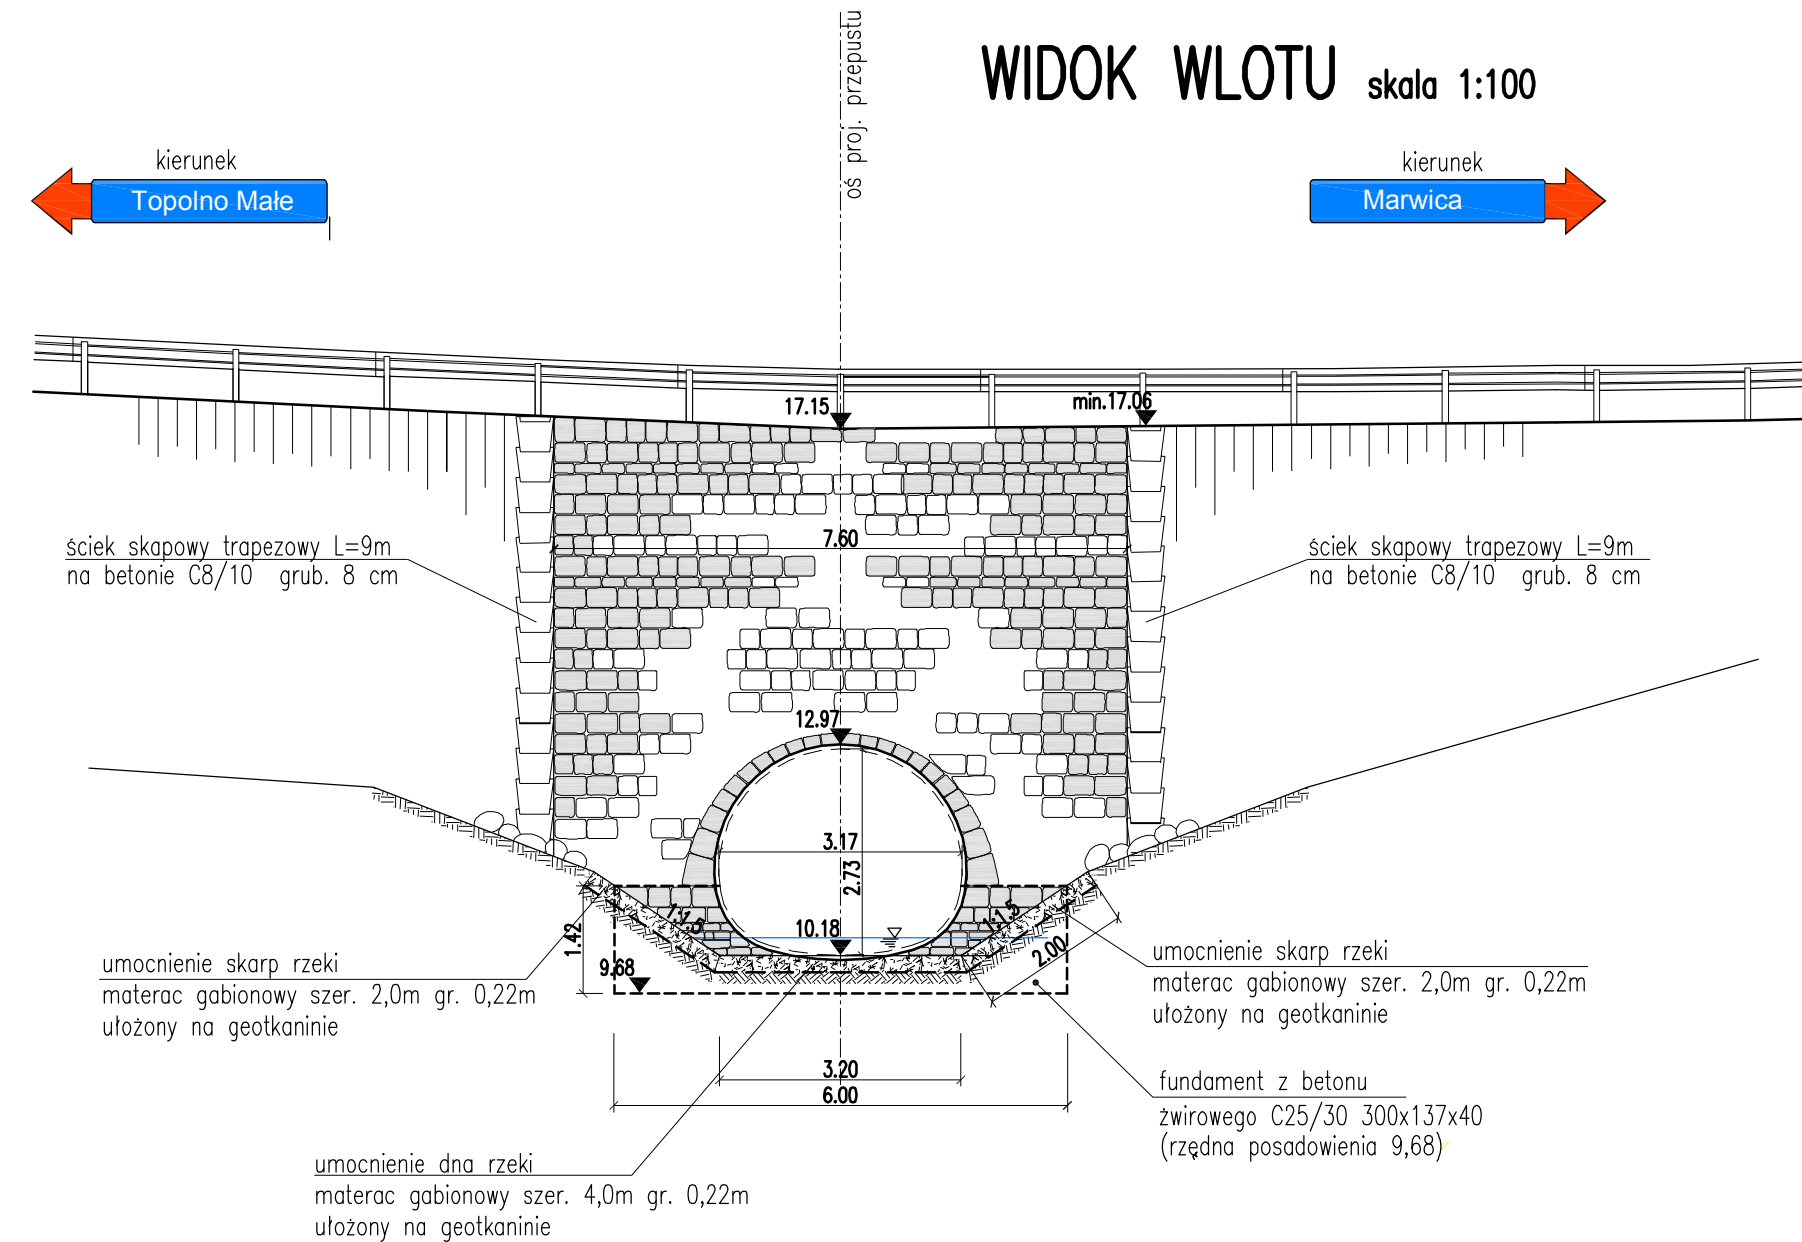 oś proj. przepustu
WIDOK WLOTU skala 1:100
kierunek
Topolno Małe
kierunek
Marwica
17.15
min.17.06
7.60
ściek skapowy trapezowy L=9m
na betonie C8/10 grub. 8 cm
ściek skapowy trapezowy L=9m
na betonie C8/10 grub. 8 cm
12.97
3.17
2.73
10.18
1:1.5
1:1.5
1.42
9.68
2.00
umocnienie skarp rzeki
materac gabionowy szer. 2,0m gr. 0,22m
ułożony na geotkaninie
umocnienie skarp rzeki
materac gabionowy szer. 2,0m gr. 0,22m
ułożony na geotkaninie
3.20
6.00
fundament z betonu
żwirowego C25/30 300x137x40
(rzędna posadowienia 9,68)
umocnienie dna rzeki
materac gabionowy szer. 4,0m gr. 0,22m
ułożony na geotkaninie